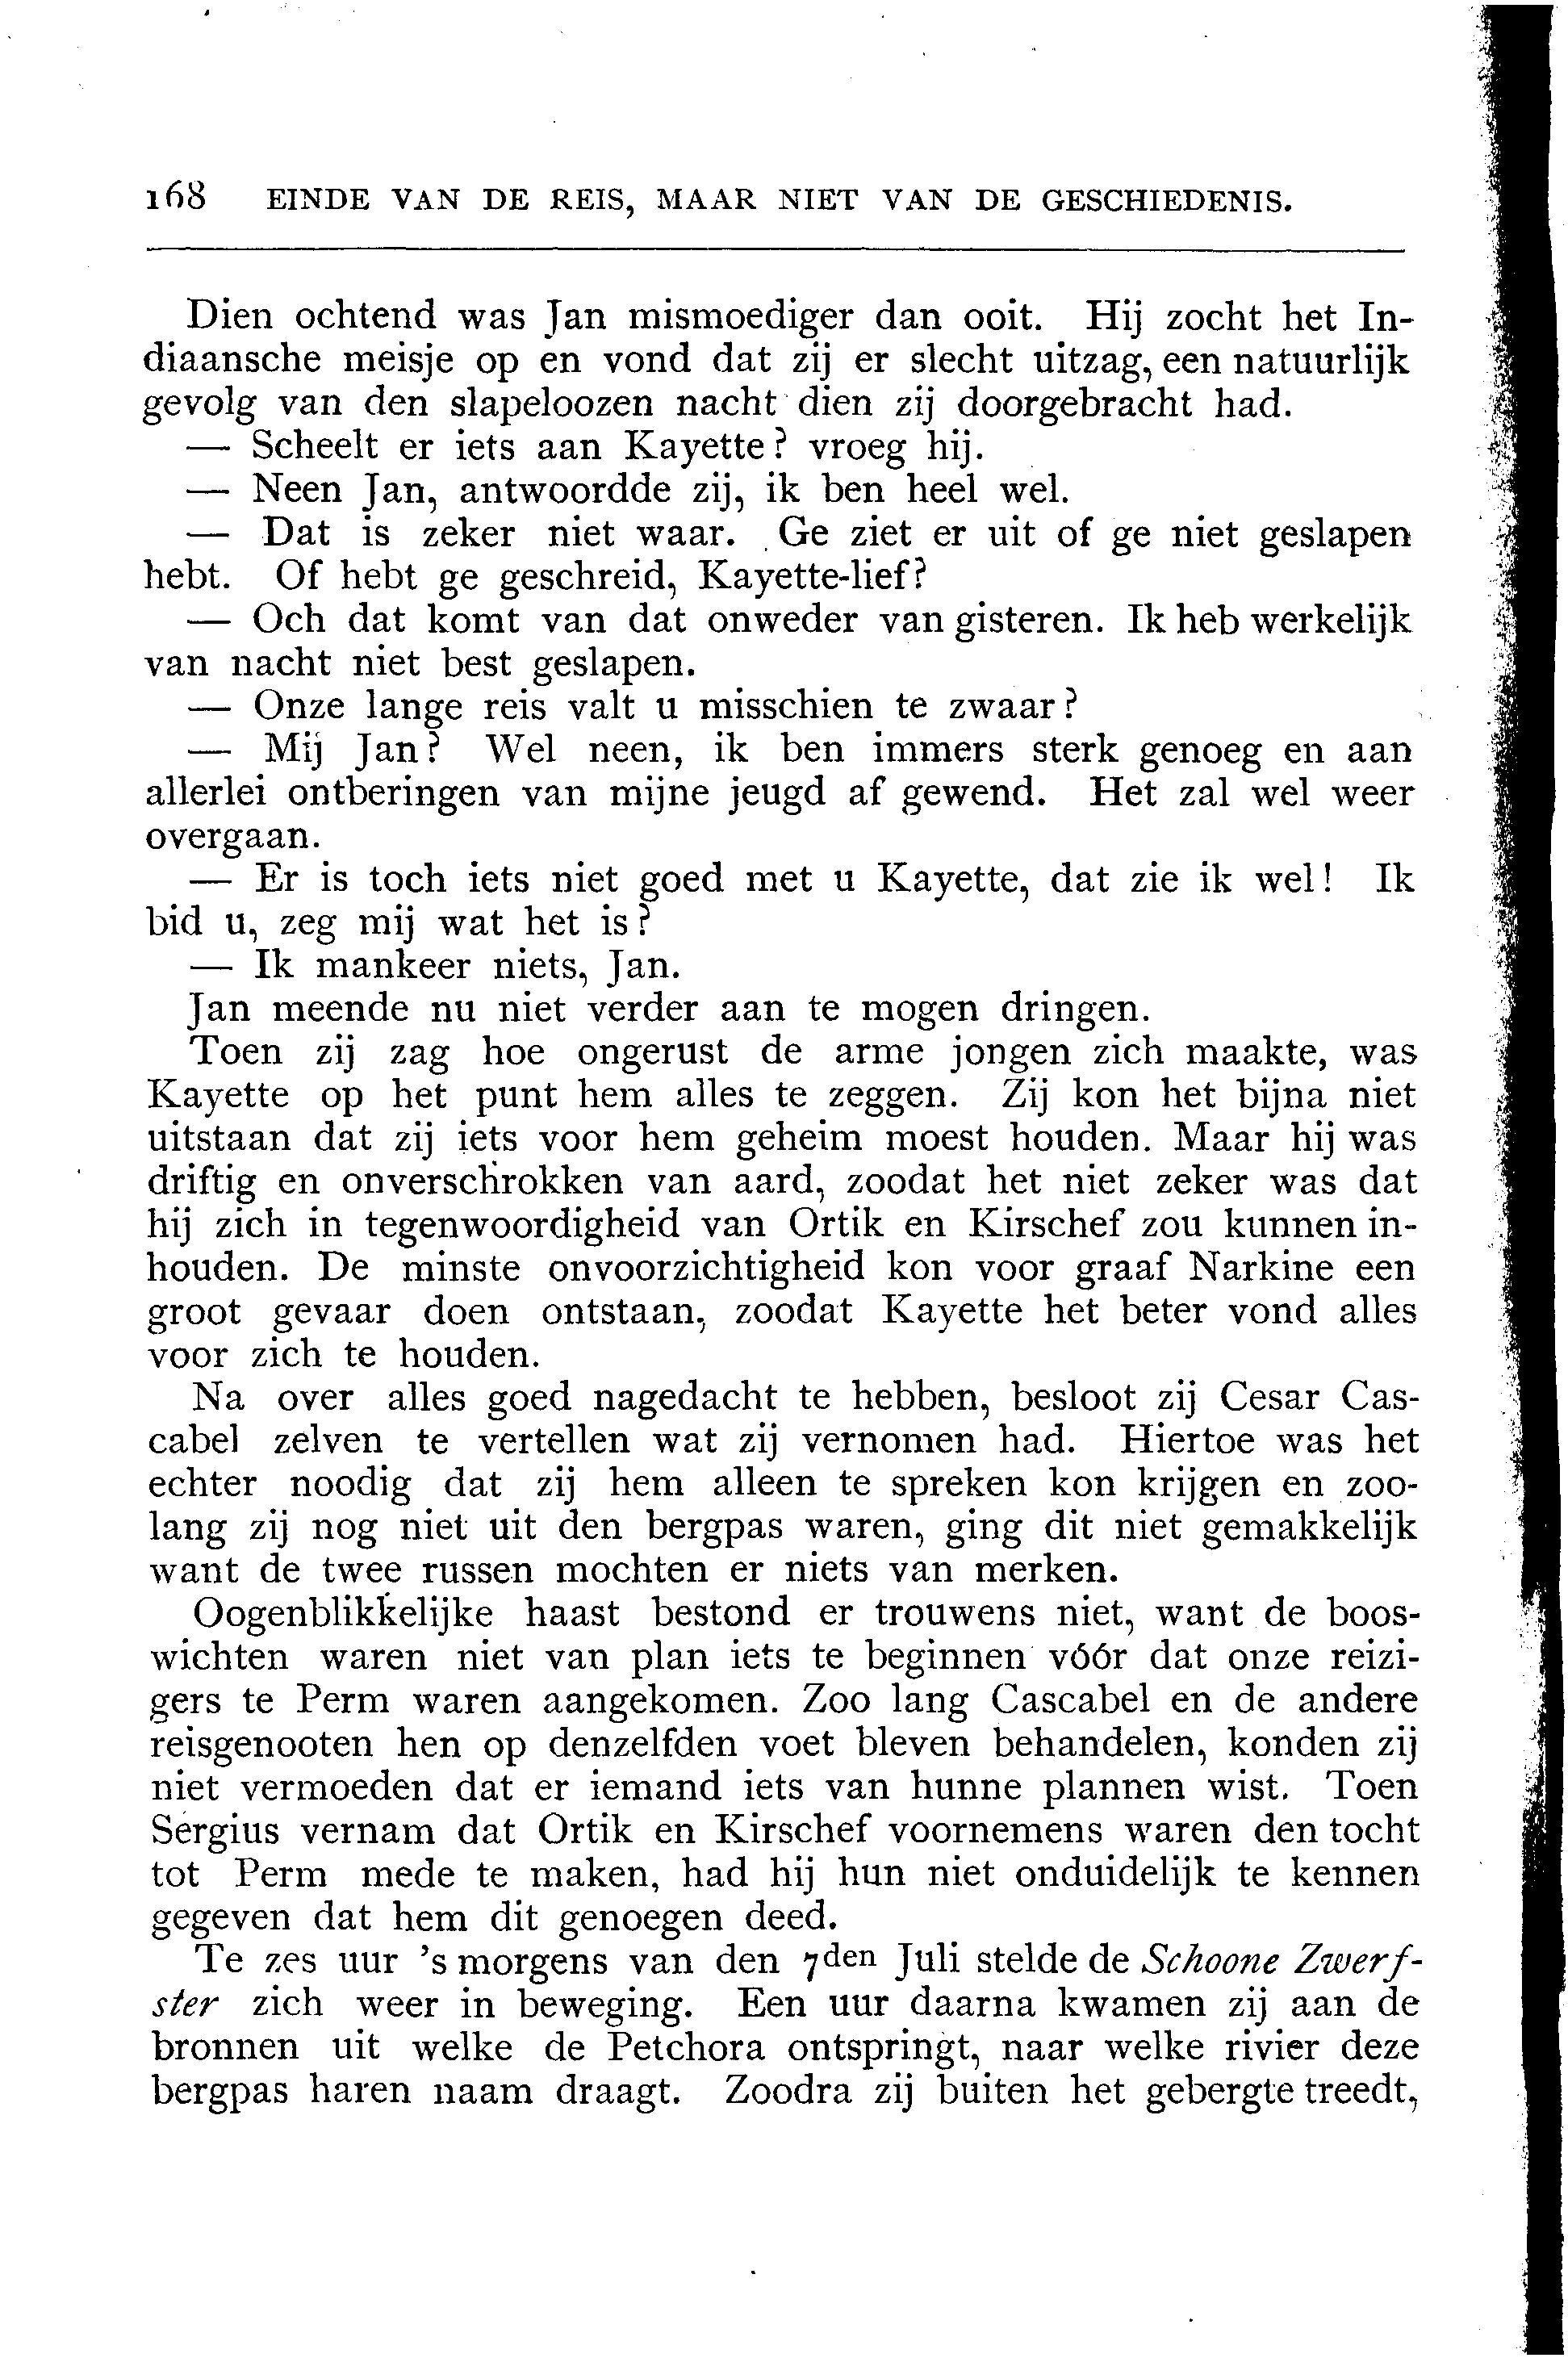 168 EINDE VAN DE REIS, MAAR NIET VAN DE GESCHIEDENIS.
Dien ochtend was Jan mismoediger dan ooit. Hij zocht het In-
diaansche meisje op en vond dat zij er slecht uitzag, een natuurlijk
gevolg van den slapeloozen nacht dien zij doorgebracht had.
— Scheelt er iets aan Kayette? vroeg hij.
— Neen Jan, antwoordde zij, ik ben heel wel.
— Dat is zeker niet waar. Ge ziet er uit of ge niet geslapen
hebt. Of hebt ge geschreid, Kayette-lief?
— Och dat komt van dat onweder van gisteren. Ik heb werkelijk
van nacht niet best geslapen.
— Onze lange reis valt u misschien te zwaar?
— Mij Jan? Wel neen, ik ben immers sterk genoeg en aan
allerlei ontberingen van mijne jeugd af gewend. Het zal wel weer
overgaan.
— Er is toch iets niet goed met u Kayette, dat zie ik wel! Ik
bid u, zeg mij wat het is?
— Ik mankeer niets, Jan.
Jan meende nu niet verder aan te mogen dringen.
Toen zij zag hoe ongerust de arme jongen zich maakte, was
Kayette op het punt hem alles te zeggen. Zij kon het bijna niet
uitstaan dat zij iets voor hem geheim moest houden. Maar hij was
driftig en onverschrokken van aard, zoodat het niet zeker was dat
hij zich in tegenwoordigheid van Ortik en Kirschef zou kunnen in-
houden. De minste onvoorzichtigheid kon voor graaf Narkine een
groot gevaar doen ontstaan, zoodat Kayette het beter vond alles
voor zich te houden.
Na over alles goed nagedacht te hebben, besloot zij Cesar Cas-
cabel zelven te vertellen wat zij vernomen had. Hiertoe was het
echter noodig dat zij hem alleen te spreken kon krijgen en zoo-
lang zij nog niet uit den bergpas waren, ging dit niet gemakkelijk
want de twee russen mochten er niets van merken.
Oogenblikkelijke haast bestond er trouwens niet, want de boos-
wichten waren niet van plan iets te beginnen vóór dat onze reizi-
gers te Perm waren aangekomen. Zoo lang Cascabel en de andere
reisgenooten hen op denzelfden voet bleven behandelen, konden zij
niet vermoeden dat er iemand iets van hunne plannen wist. Toen
Sergius vernam dat Ortik en Kirschef voornemens waren den tocht
tot Perm mede te maken, had hij hun niet onduidelijk te kennen
gegeven dat hem dit genoegen deed.
Te zes uur 's morgens van den 7den Juli stelde de Schoone Zwerf-
ster zich weer in beweging. Een uur daarna kwamen zij aan de
bronnen uit welke de Petchora ontspringt, naar welke rivier deze
bergpas haren naam draagt. Zoodra zij buiten het gebergte treedt,